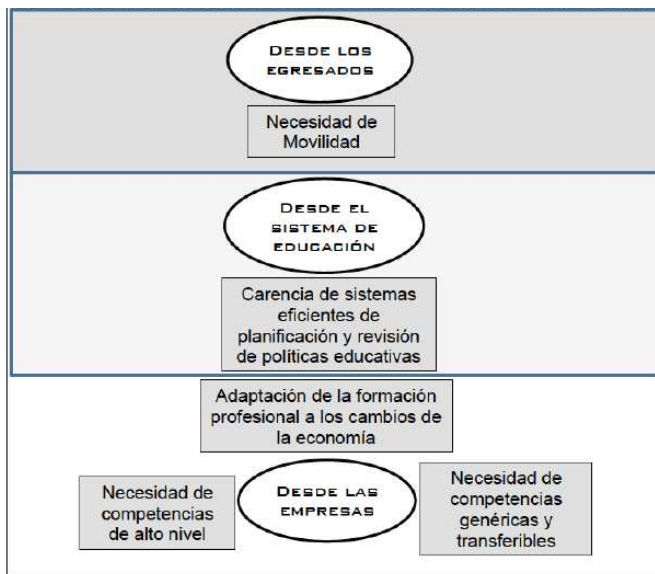 DESDE LOS
EGRESADOS
Necesidad de
Movilidad
DESDE EL
SISTEMA DE
EDUCACIÓN
Carencia de sistemas
eficientes de
planificación y revisión
de políticas educativas
Adaptación de la formación
profesional a los cambios de
la economía
Necesidad de
competencias
de alto nivel
DESDE LAS
EMPRESAS
Necesidad de
competencias
genéricas y
transferibles